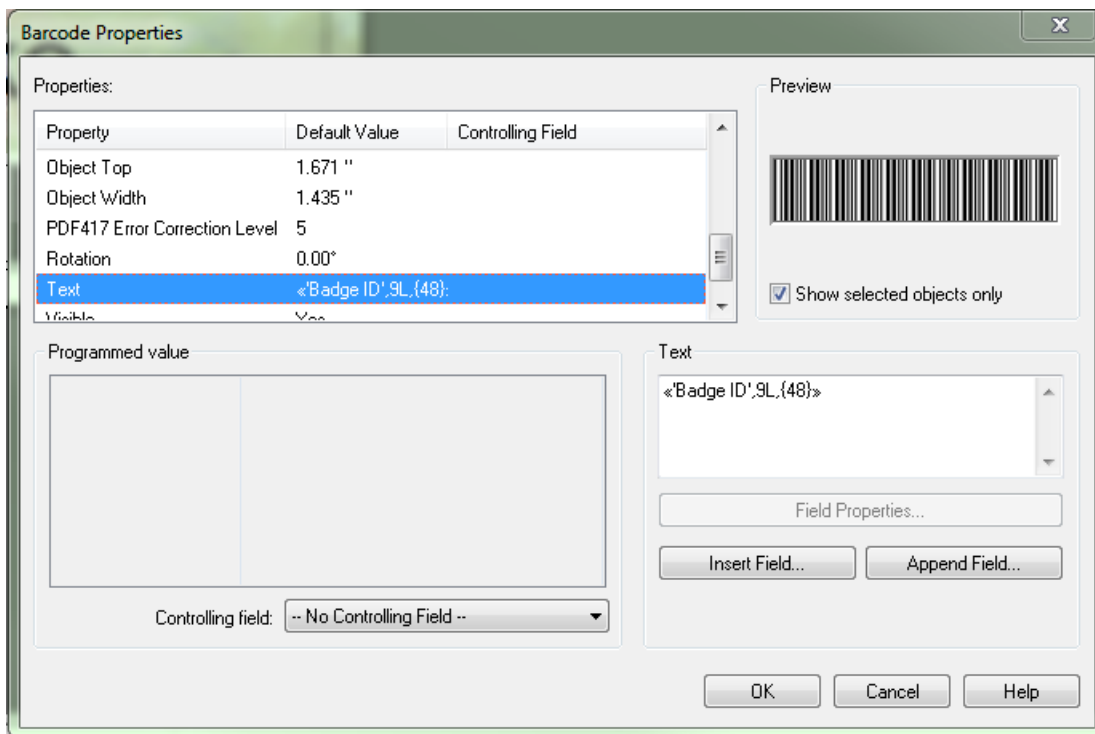 Barcode Properties
Properties:
Preview
Property Default Value Controlling Field
Object Top 1.671 "
Object Width 1.435 "
PDF417 Error Correction Level 5
Rotation 0.00°
Text «'Badge ID',9L,{48}:
Visible Yes
Show selected objects only
Programmed value
Text
«'Badge ID',9L,{48}»
Field Properties...
Insert Field... Append Field...
Controlling field: -- No Controlling Field --
OK Cancel Help